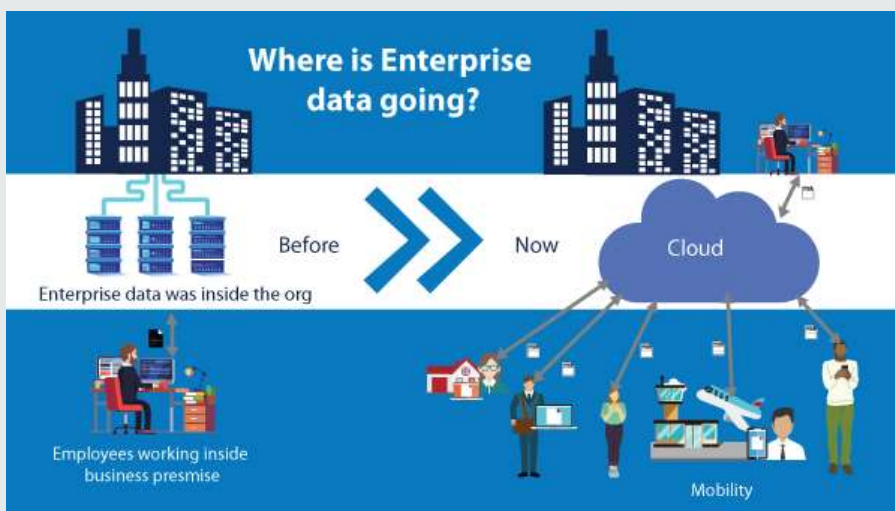 Where is Enterprise
data going?
Before
Now
Cloud
Enterprise data was inside the org
Employees working inside
business presmise
Mobility